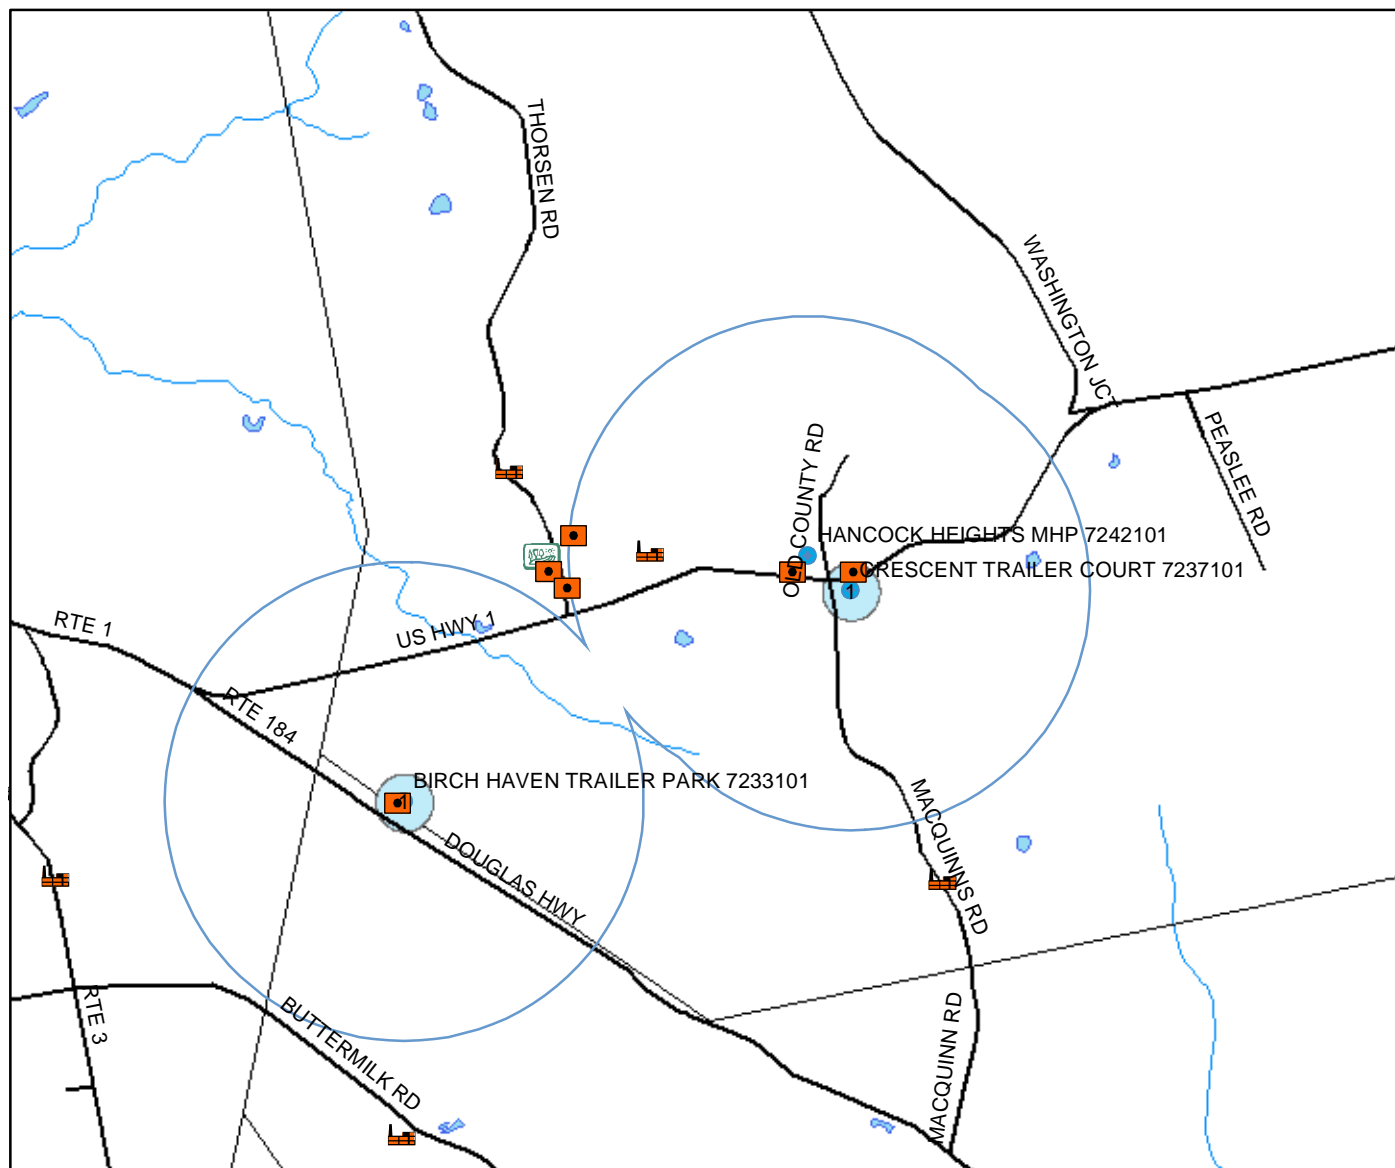 THORSEN RD
WASHINGTON JCT
PEASLEE RD
OLD COUNTY RD
HANCOCK HEIGHTS MHP 7242101
CRESCENT TRAILER COURT 7237101
1
RTE 1
US HWY 1
RTE 184
BIRCH HAVEN TRAILER PARK 7233101
1
DOUGLAS HWY
MACQUINNS RD
RTE 3
BUTTERMILK RD
MACQUINN RD